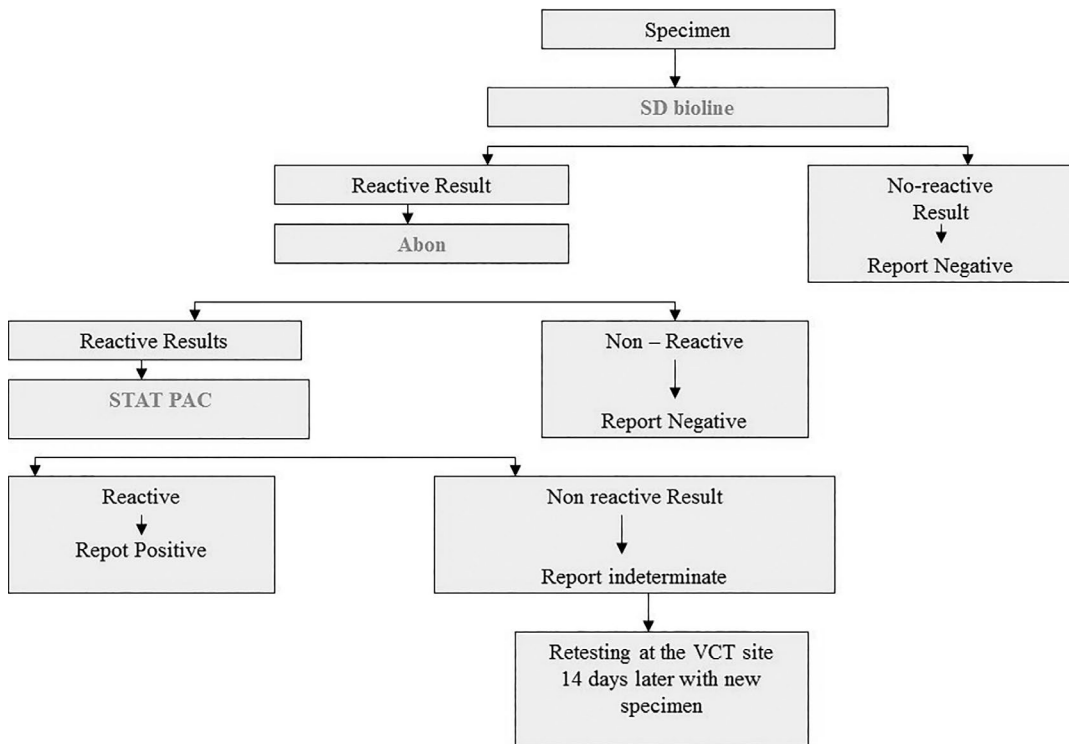 Specimen
SD bioline
Reactive Result
No-reactive
Result
Report Negative
Abon
Reactive Results
Non – Reactive
Report Negative
STAT PAC
Reactive
Repot Positive
Non reactive Result
Report indeterminate
Retesting at the VCT site
14 days later with new
specimen